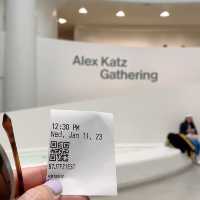 Alex Katz
Gathering
12:30 PM
Wed, Jan 11, 23